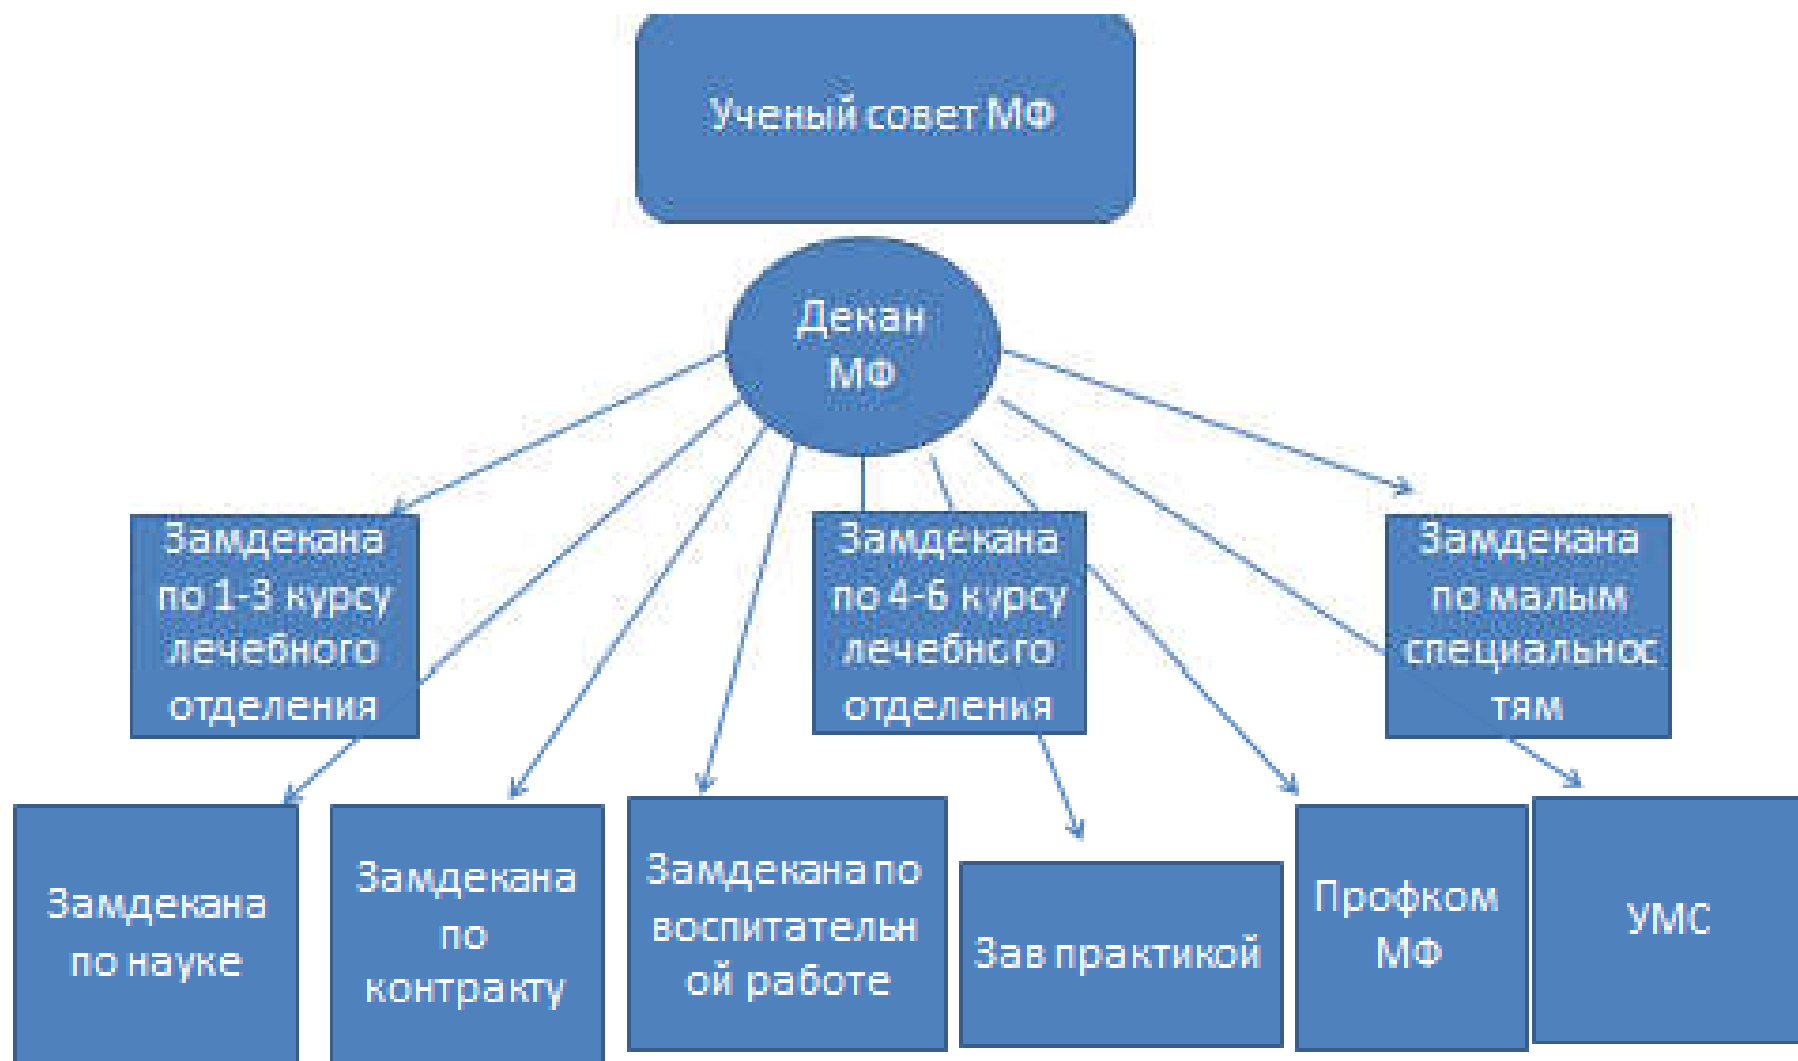 Ученый совет МФ
Декан
МФ
Замдекана
по 1-3 курсу
лечебного
отделения
Замдекана
по 4-6 курсу
лечебного
отделения
Замдекана
по малым
специальнос
тям
Замдекана
по науке
Замдекана
по
контракту
Замдекана по
воспитательн
ой работе
Зав практикой
Профком
МФ
УМС